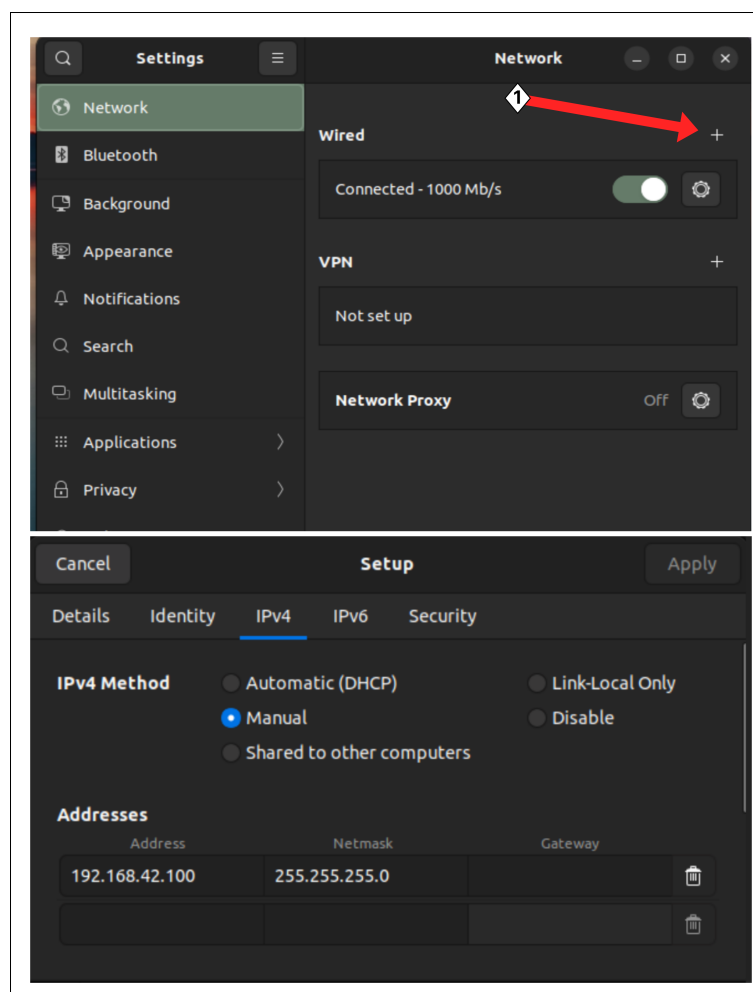 Settings
Network
1
Network
Bluetooth
Wired
Connected - 1000 Mb/s
Background
Appearance
VPN
Notifications
Not set up
Search
Multitasking
Network Proxy Off
Applications
Privacy
Cancel Setup Apply
Details Identity IPv4 IPv6 Security
IPv4 Method Automatic (DHCP) Link-Local Only
Manual Disable
Shared to other computers
Addresses
Address Netmask Gateway
192.168.42.100 255.255.255.0